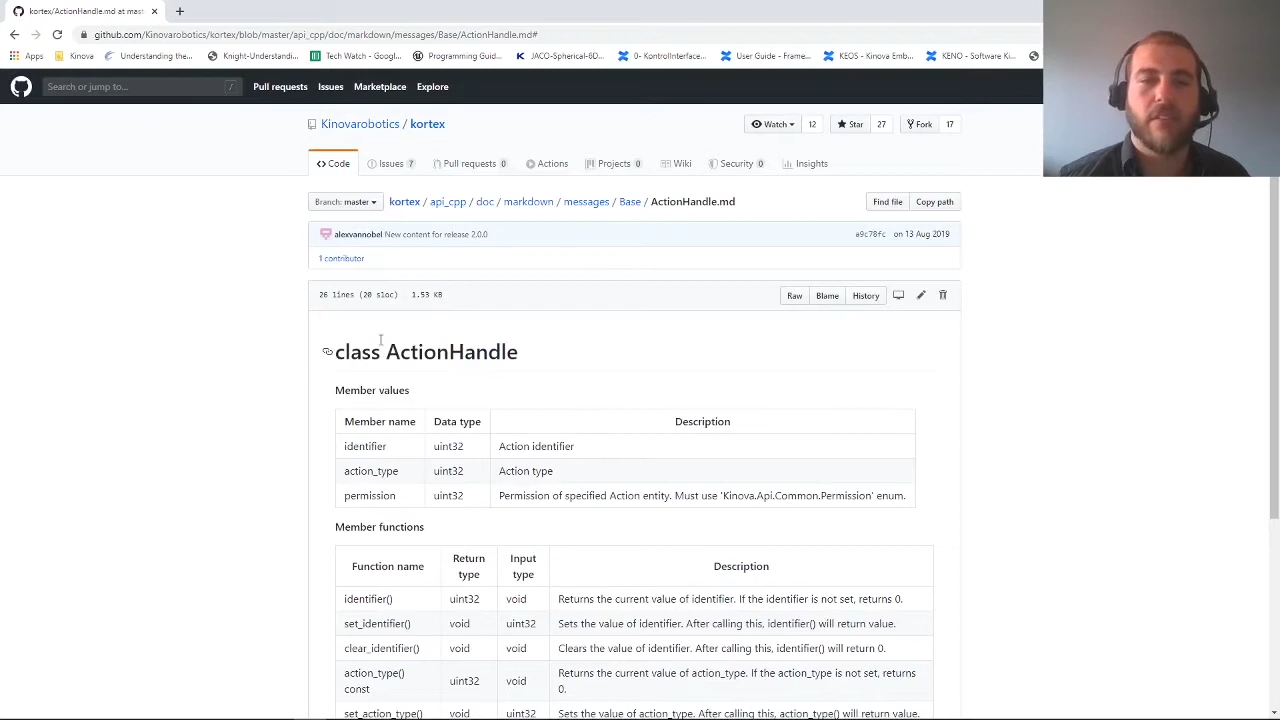 kortex/ActionHandle.md at mast
github.com/Kinovarobotics/kortex/blob/master/api_cpp/doc/markdown/messages/Base/ActionHandle.md#
Apps Kinova Understanding the... Knight-Understandi... Tech Watch - Googl... Programming Guid... JACO-Spherical-6D... 0- KontrolInterface... User Guide - Frame... KEOS - Kinova Emb... KENO - Software Ki...
Search or jump to... / Pull requests Issues Marketplace Explore
Kinovarobotics / kortex Watch 12 Star 27 Fork 17
Code Issues 7 Pull requests 0 Actions Projects 0 Wiki Security 0 Insights
Branch: master kortex / api_cpp / doc / markdown / messages / Base / ActionHandle.md Find file Copy path
alexvannobel New content for release 2.0.0 a9c78fc on 13 Aug 2019
1 contributor
26 lines (20 sloc) 1.53 KB Raw Blame History
class ActionHandle
Member values
Member name Data type Description
identifier uint32 Action identifier
action_type uint32 Action type
permission uint32 Permission of specified Action entity. Must use 'Kinova.Api.Common.Permission' enum.
Member functions
Function name Return type Input type Description
identifier() uint32 void Returns the current value of identifier. If the identifier is not set, returns 0.
set_identifier() void uint32 Sets the value of identifier. After calling this, identifier() will return value.
clear_identifier() void void Clears the value of identifier. After calling this, identifier() will return 0.
action_type() const uint32 void Returns the current value of action_type. If the action_type is not set, returns 0.
set_action_type() void uint32 Sets the value of action_type. After calling this, action_type() will return value.